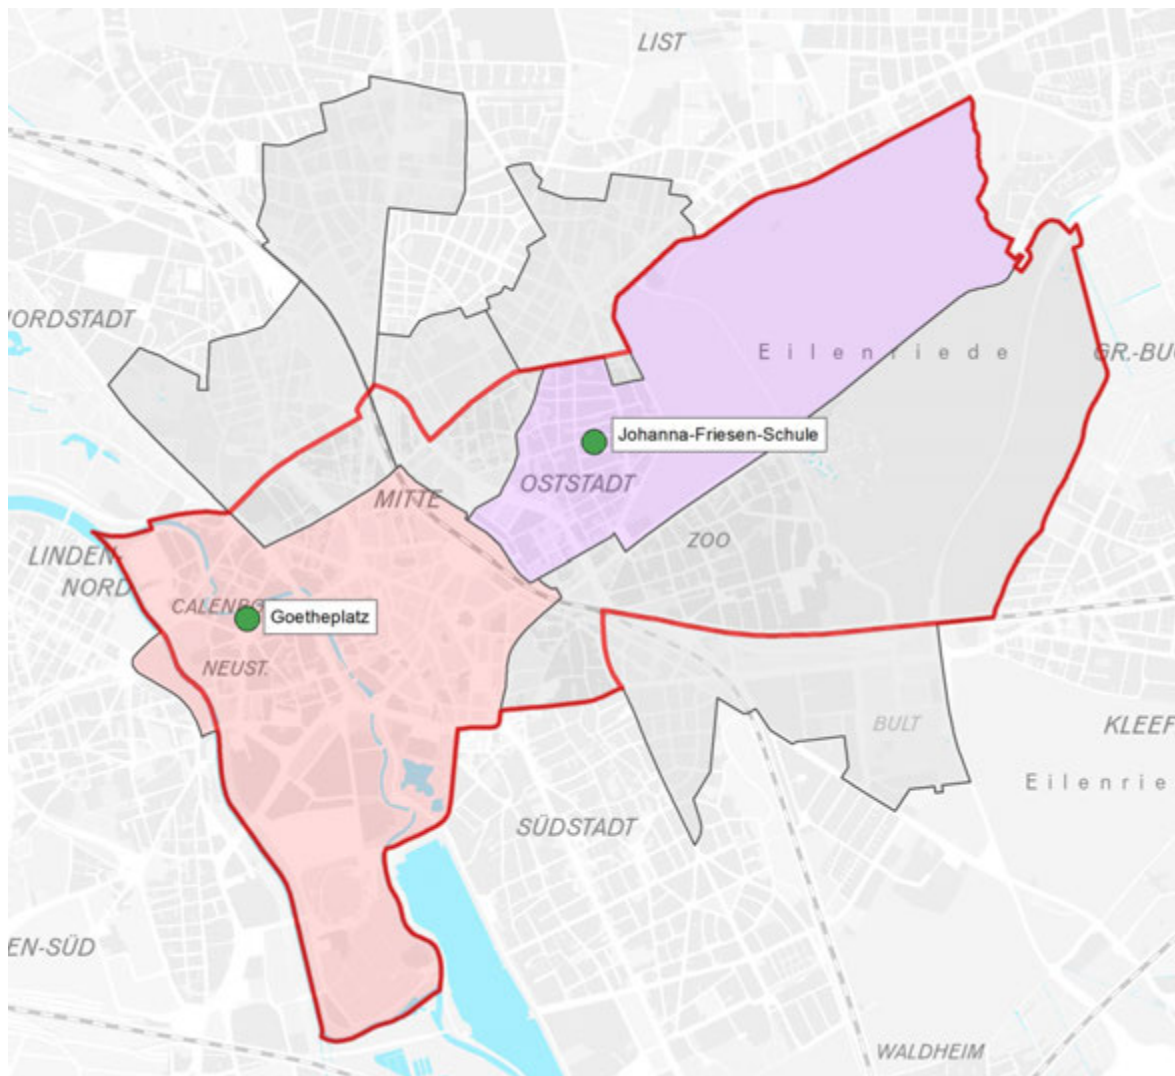 LIST
ORDSTADT
Eilenriede
GR.-BU
Johanna-Friesen-Schule
OSTSTADT
MITTE
ZOO
LINDEN-
NORD
CALENBG
Goetheplatz
NEUST.
BULT
KLEEF
Eilenrie
SÜDSTADT
EN-SÜD
WALDHEIM